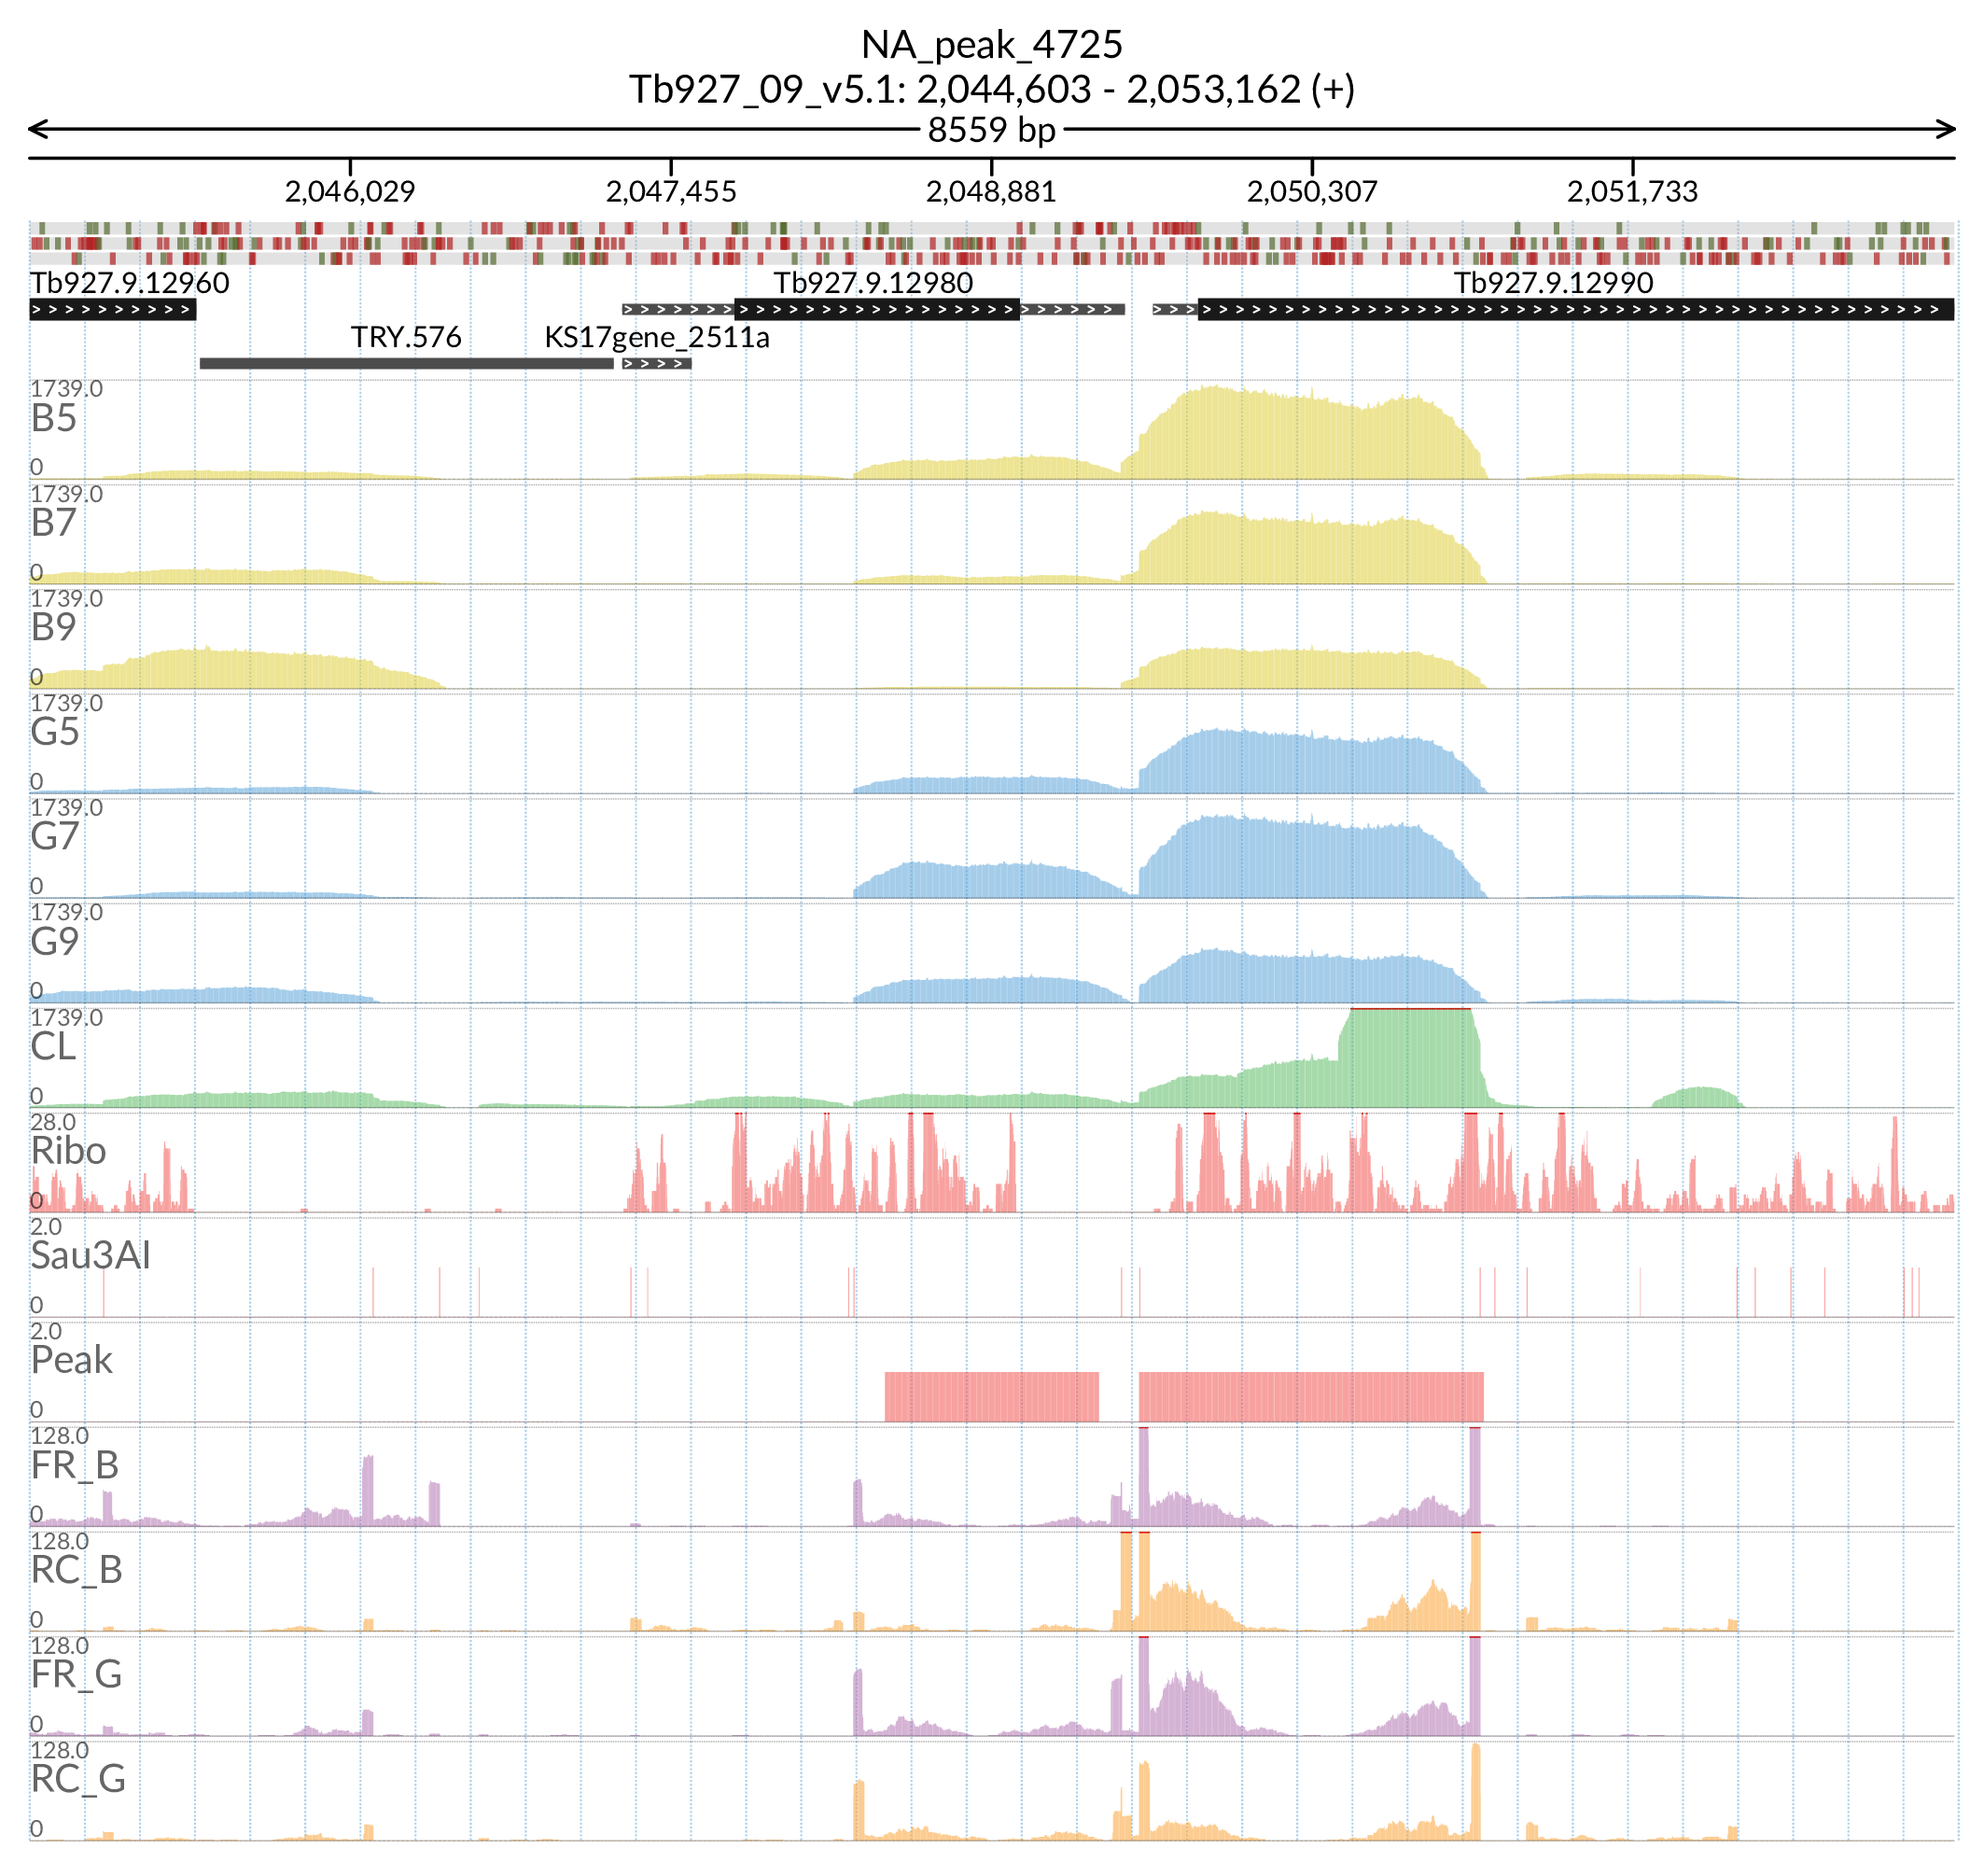 NA_peak_4725
Tb927_09_v5.1: 2,044,603 - 2,053,162 (+)
8559 bp
2,046,029 2,047,455 2,048,881 2,050,307 2,051,733
Tb927.9.12960 Tb927.9.12980 Tb927.9.12990
TRY.576 KS17gene_2511a
1739.0
B5
0
1739.0
B7
0
1739.0
B9
0
1739.0
G5
0
1739.0
G7
0
1739.0
G9
0
1739.0
CL
0
28.0
Ribo
0
2.0
Sau3AI
0
2.0
Peak
0
128.0
FR_B
0
128.0
RC_B
0
128.0
FR_G
0
128.0
RC_G
0